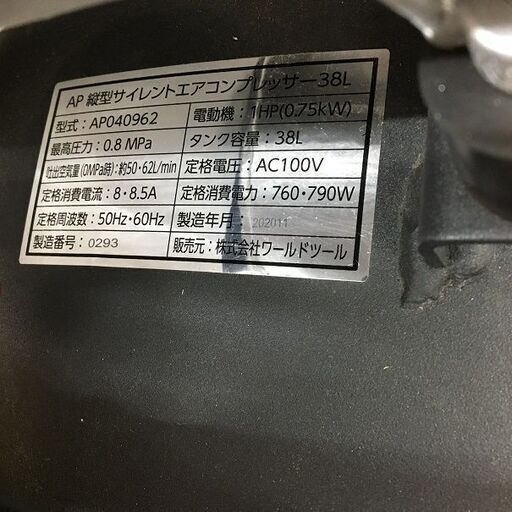 AP 縦型サイレントエアコンプレッサー38L
型式：AP040962 電動機：1HP(0.75kW)
最高圧力：0.8 MPa タンク容量：38L
吐出空気量(0MPa時)：約50・62L/min 定格電圧：AC100V
定格消費電流：8・8.5A 定格消費電力：760・790W
定格周波数：50Hz・60Hz 製造年月：202011
製造番号：0293 販売元：株式会社ワールドツール